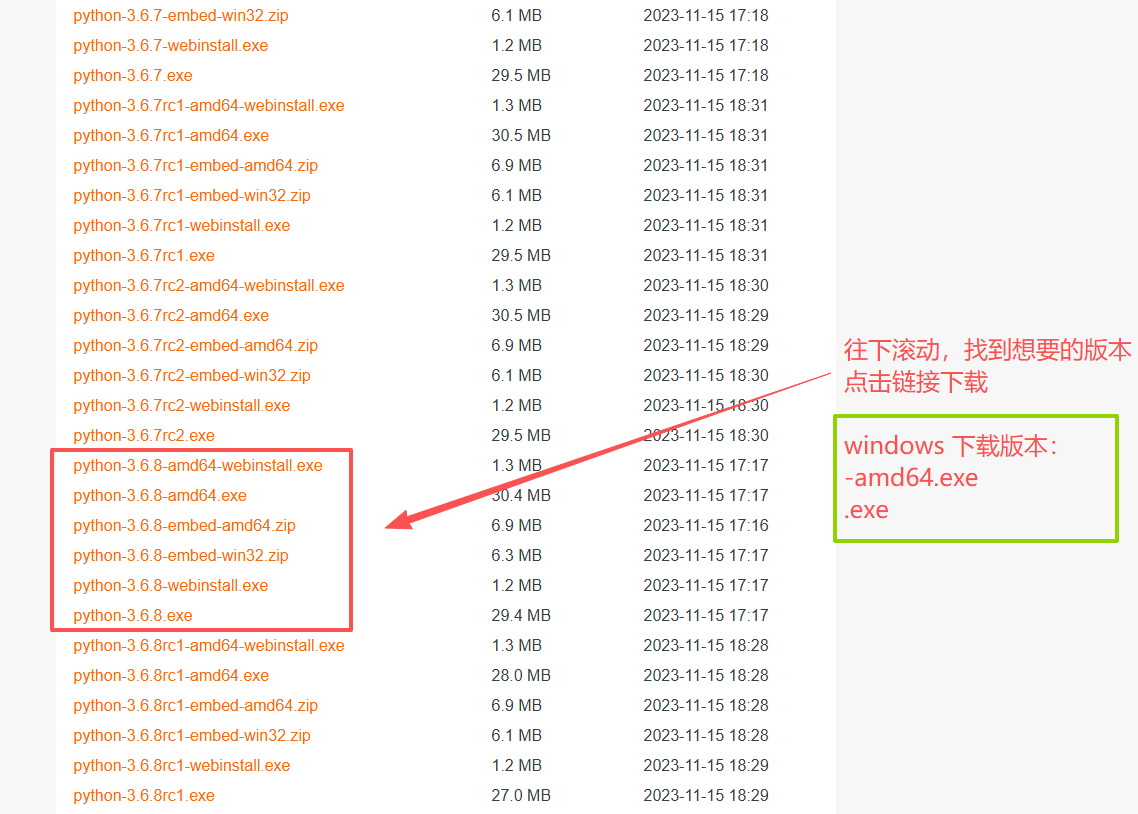 python-3.6.7-embed-win32.zip 6.1 MB 2023-11-15 17:18
python-3.6.7-webinstall.exe 1.2 MB 2023-11-15 17:18
python-3.6.7.exe 29.5 MB 2023-11-15 17:18
python-3.6.7rc1-amd64-webinstall.exe 1.3 MB 2023-11-15 18:31
python-3.6.7rc1-amd64.exe 30.5 MB 2023-11-15 18:31
python-3.6.7rc1-embed-amd64.zip 6.9 MB 2023-11-15 18:31
python-3.6.7rc1-embed-win32.zip 6.1 MB 2023-11-15 18:31
python-3.6.7rc1-webinstall.exe 1.2 MB 2023-11-15 18:31
python-3.6.7rc1.exe 29.5 MB 2023-11-15 18:31
python-3.6.7rc2-amd64-webinstall.exe 1.3 MB 2023-11-15 18:30
python-3.6.7rc2-amd64.exe 30.5 MB 2023-11-15 18:29
python-3.6.7rc2-embed-amd64.zip 6.9 MB 2023-11-15 18:29
python-3.6.7rc2-embed-win32.zip 6.1 MB 2023-11-15 18:30
python-3.6.7rc2-webinstall.exe 1.2 MB 2023-11-15 18:30
python-3.6.7rc2.exe 29.5 MB 2023-11-15 18:30
python-3.6.8-amd64-webinstall.exe 1.3 MB 2023-11-15 17:17
python-3.6.8-amd64.exe 30.4 MB 2023-11-15 17:17
python-3.6.8-embed-amd64.zip 6.9 MB 2023-11-15 17:16
python-3.6.8-embed-win32.zip 6.3 MB 2023-11-15 17:17
python-3.6.8-webinstall.exe 1.2 MB 2023-11-15 17:17
python-3.6.8.exe 29.4 MB 2023-11-15 17:17
python-3.6.8rc1-amd64-webinstall.exe 1.3 MB 2023-11-15 18:28
python-3.6.8rc1-amd64.exe 28.0 MB 2023-11-15 18:28
python-3.6.8rc1-embed-amd64.zip 6.9 MB 2023-11-15 18:28
python-3.6.8rc1-embed-win32.zip 6.1 MB 2023-11-15 18:28
python-3.6.8rc1-webinstall.exe 1.2 MB 2023-11-15 18:29
python-3.6.8rc1.exe 27.0 MB 2023-11-15 18:29
往下滚动，找到想要的版本
点击链接下载
windows 下载版本：
-amd64.exe
.exe